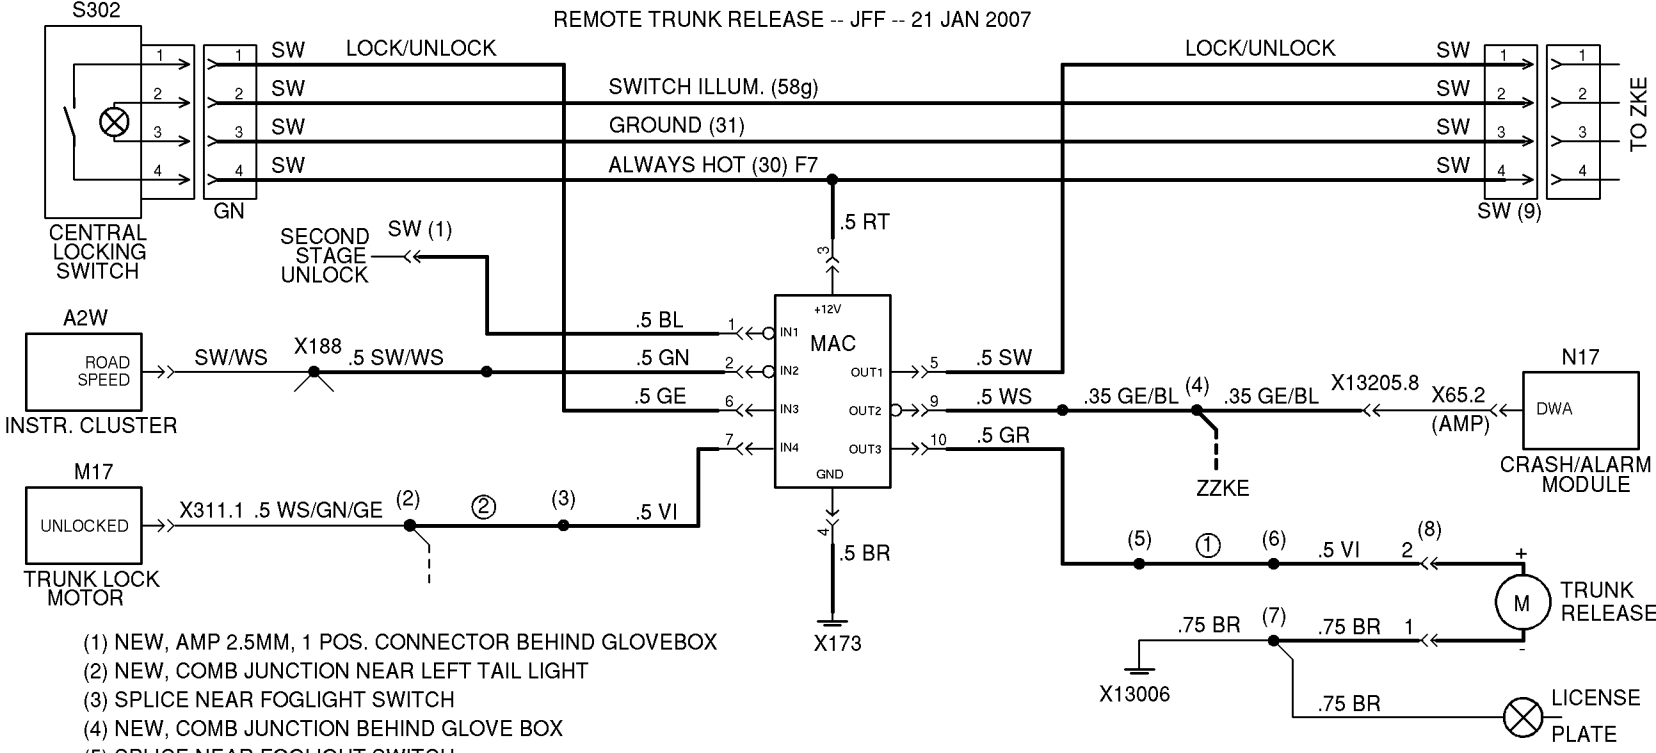 S302
REMOTE TRUNK RELEASE -- JFF -- 21 JAN 2007
1 1 SW LOCK/UNLOCK LOCK/UNLOCK SW 1 1
2 2 SW SWITCH ILLUM. (58g) SW 2 2
3 3 SW GROUND (31) SW 3 3
4 4 SW ALWAYS HOT (30) F7 SW 4 4
TO ZKE
GN
SW (9)
CENTRAL
LOCKING
SWITCH
SECOND
STAGE
UNLOCK
SW (1)
.5 RT
3
+12V
MAC
.5 BL 1 IN1
A2W
ROAD
SPEED
INSTR. CLUSTER
SW/WS X188 .5 SW/WS .5 GN 2 IN2
.5 GE 6 IN3
7 IN4
OUT1 5 .5 SW
OUT2 9 .5 WS .35 GE/BL (4) .35 GE/BL X13205.8 X65.2
(AMP)
OUT3 10 .5 GR
GND
ZZKE
N17
DWA
CRASH/ALARM
MODULE
M17
UNLOCKED
TRUNK LOCK
MOTOR
X311.1 .5 WS/GN/GE (2) 2 (3) .5 VI
4
.5 BR
X173
(5) 1 (6) .5 VI 2 (8)
+
M
-
TRUNK
RELEASE
.75 BR (7) .75 BR 1
X13006
.75 BR
LICENSE
PLATE
(1) NEW, AMP 2.5MM, 1 POS. CONNECTOR BEHIND GLOVEBOX
(2) NEW, COMB JUNCTION NEAR LEFT TAIL LIGHT
(3) SPLICE NEAR FOGLIGHT SWITCH
(4) NEW, COMB JUNCTION BEHIND GLOVE BOX
(5) SPLICE NEAR FOGLIGHT SWITCH